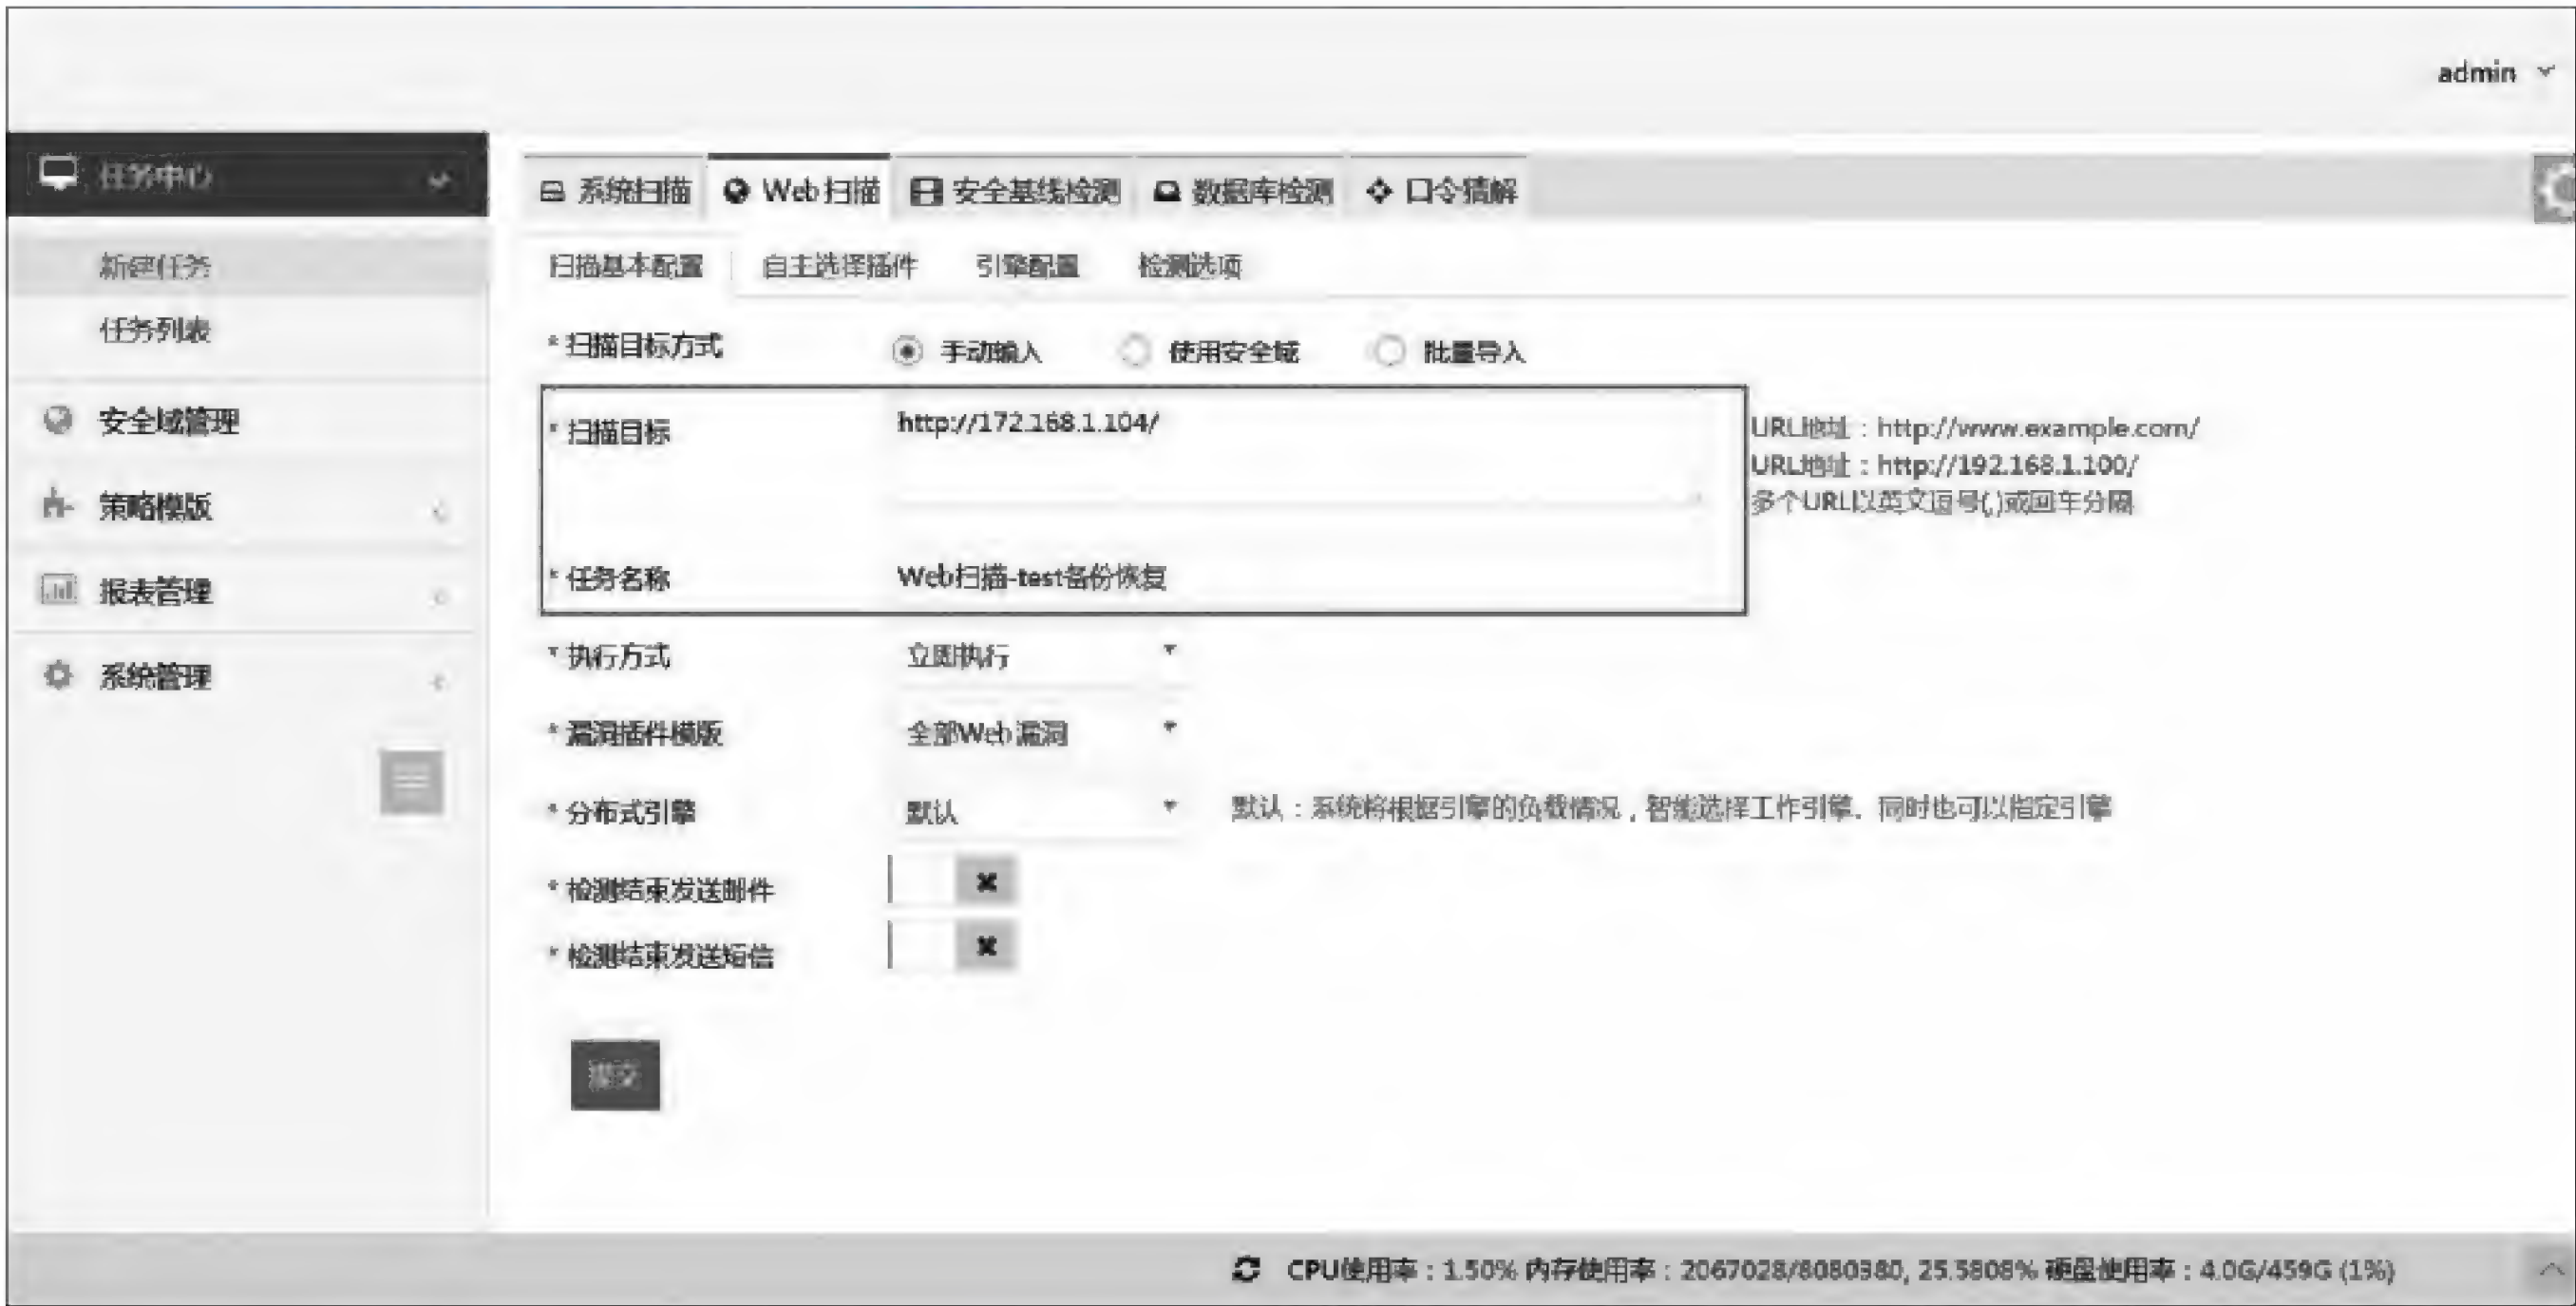 admin
任务中心
新建任务
任务列表
安全域管理
策略模版
报表管理
系统管理
系统扫描 Web 扫描 安全基线检测 数据库检测 口令猜解
扫描基本配置 自主选择插件 引擎配置 检测选项
* 扫描目标方式 手动输入 使用安全域 批量导入
* 扫描目标 http://172.168.1.104/
URL地址：http://www.example.com/
URL地址：http://192.168.1.100/
多个URL以英文逗号(,)或回车分隔
* 任务名称 Web扫描-test备份恢复
* 执行方式 立即执行
* 漏洞插件模版 全部Web 漏洞
* 分布式引擎 默认 默认：系统将根据引擎的负载情况，智能选择工作引擎。同时也可以指定引擎
* 检测结束发送邮件
* 检测结束发送短信
提交
CPU使用率：1.50% 内存使用率：2067028/8080380, 25.5808% 硬盘使用率：4.0G/459G (1%)